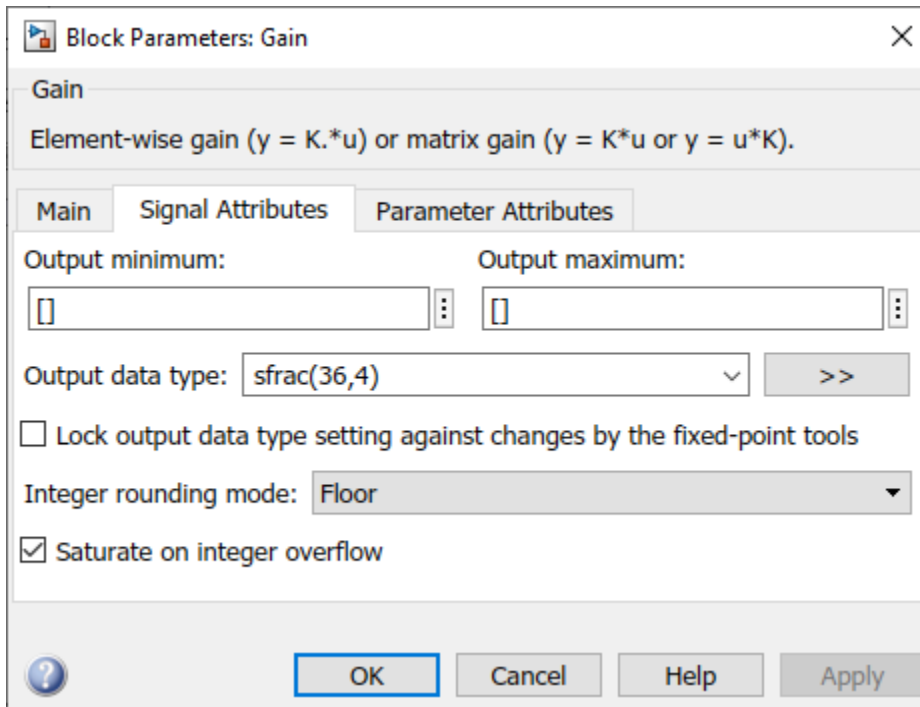 Block Parameters: Gain
Gain
Element-wise gain (y = K.*u) or matrix gain (y = K*u or y = u*K).
Main Signal Attributes Parameter Attributes
Output minimum: Output maximum:
[] []
Output data type: sfrac(36,4) >>
Lock output data type setting against changes by the fixed-point tools
Integer rounding mode: Floor
Saturate on integer overflow
? OK Cancel Help Apply